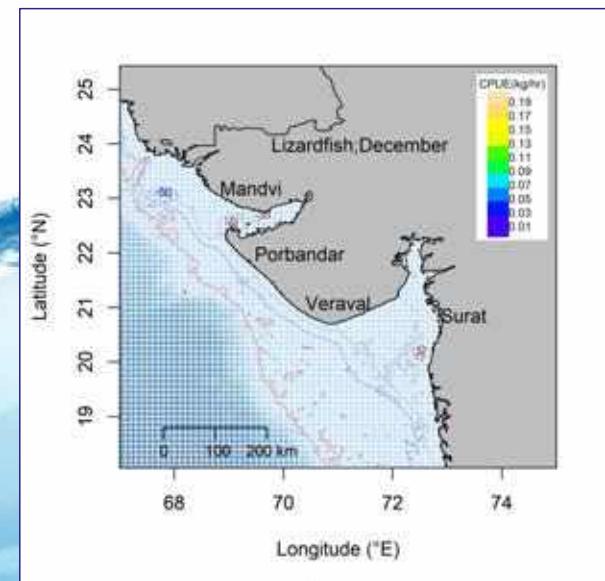 CPUE(kg/hr)
0.19
0.17
0.15
0.13
0.11
0.09
0.07
0.05
0.03
0.01
Lizardfish,December
Mandvi
Porbandar
Veraval
Surat
-50
0 100 200 km
25
24
23
22
21
20
19
Latitude (°N)
68 70 72 74
Longitude (°E)